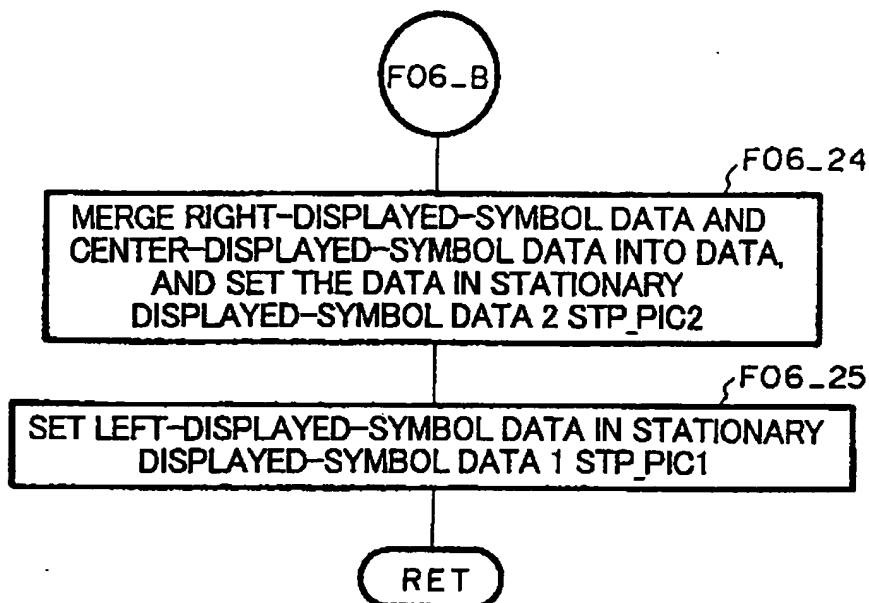 F06_B
F06_24
MERGE RIGHT-DISPLAYED-SYMBOL DATA AND
CENTER-DISPLAYED-SYMBOL DATA INTO DATA,
AND SET THE DATA IN STATIONARY
DISPLAYED-SYMBOL DATA 2 STP_PIC2
F06_25
SET LEFT-DISPLAYED-SYMBOL DATA IN STATIONARY
DISPLAYED-SYMBOL DATA 1 STP_PIC1
RET